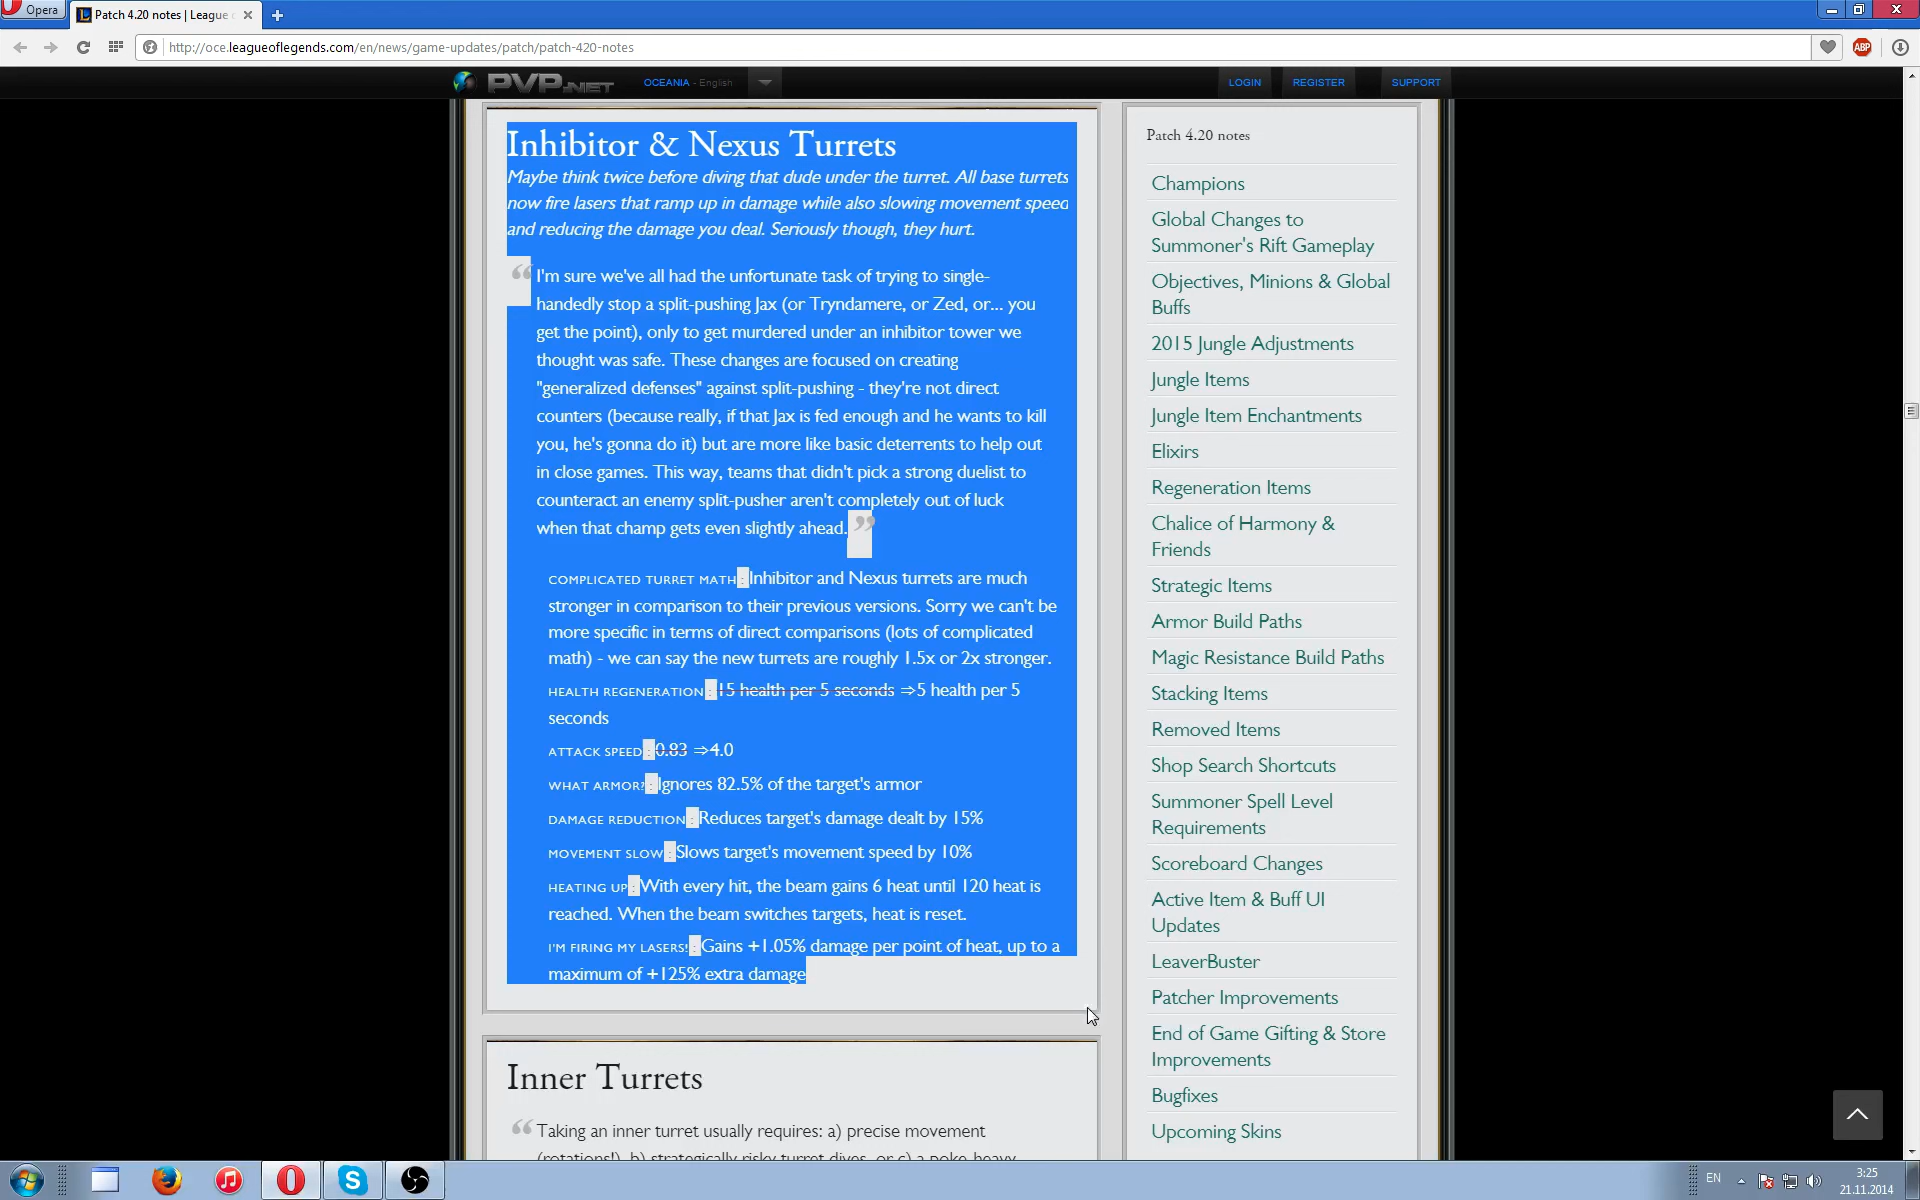 Opera
Patch 4.20 notes | League
http://oce.leagueoflegends.com/en/news/game-updates/patch/patch-420-notes
ABP
PVP.NET
OCEANIA - English
LOGIN
REGISTER
SUPPORT
Inhibitor & Nexus Turrets
Maybe think twice before diving that dude under the turret. All base turrets
now fire lasers that ramp up in damage while also slowing movement speed
and reducing the damage you deal. Seriously though, they hurt.
“ I'm sure we've all had the unfortunate task of trying to single-
handedly stop a split-pushing Jax (or Tryndamere, or Zed, or... you
get the point), only to get murdered under an inhibitor tower we
thought was safe. These changes are focused on creating
"generalized defenses" against split-pushing - they're not direct
counters (because really, if that Jax is fed enough and he wants to kill
you, he's gonna do it) but are more like basic deterrents to help out
in close games. This way, teams that didn't pick a strong duelist to
counteract an enemy split-pusher aren't completely out of luck
when that champ gets even slightly ahead. ”
COMPLICATED TURRET MATH : Inhibitor and Nexus turrets are much
stronger in comparison to their previous versions. Sorry we can't be
more specific in terms of direct comparisons (lots of complicated
math) - we can say the new turrets are roughly 1.5x or 2x stronger.
HEALTH REGENERATION : 15 health per 5 seconds ⇒5 health per 5
seconds
ATTACK SPEED : 0.83 ⇒4.0
WHAT ARMOR? : Ignores 82.5% of the target's armor
DAMAGE REDUCTION : Reduces target's damage dealt by 15%
MOVEMENT SLOW : Slows target's movement speed by 10%
HEATING UP : With every hit, the beam gains 6 heat until 120 heat is
reached. When the beam switches targets, heat is reset.
I'M FIRING MY LASERS! : Gains +1.05% damage per point of heat, up to a
maximum of +125% extra damage
Inner Turrets
“ Taking an inner turret usually requires: a) precise movement
(rotations!), b) strategically risky turret dives, or c) a poke-heavy
Patch 4.20 notes
Champions
Global Changes to
Summoner's Rift Gameplay
Objectives, Minions & Global
Buffs
2015 Jungle Adjustments
Jungle Items
Jungle Item Enchantments
Elixirs
Regeneration Items
Chalice of Harmony &
Friends
Strategic Items
Armor Build Paths
Magic Resistance Build Paths
Stacking Items
Removed Items
Shop Search Shortcuts
Summoner Spell Level
Requirements
Scoreboard Changes
Active Item & Buff UI
Updates
LeaverBuster
Patcher Improvements
End of Game Gifting & Store
Improvements
Bugfixes
Upcoming Skins
EN
3:25
21.11.2014